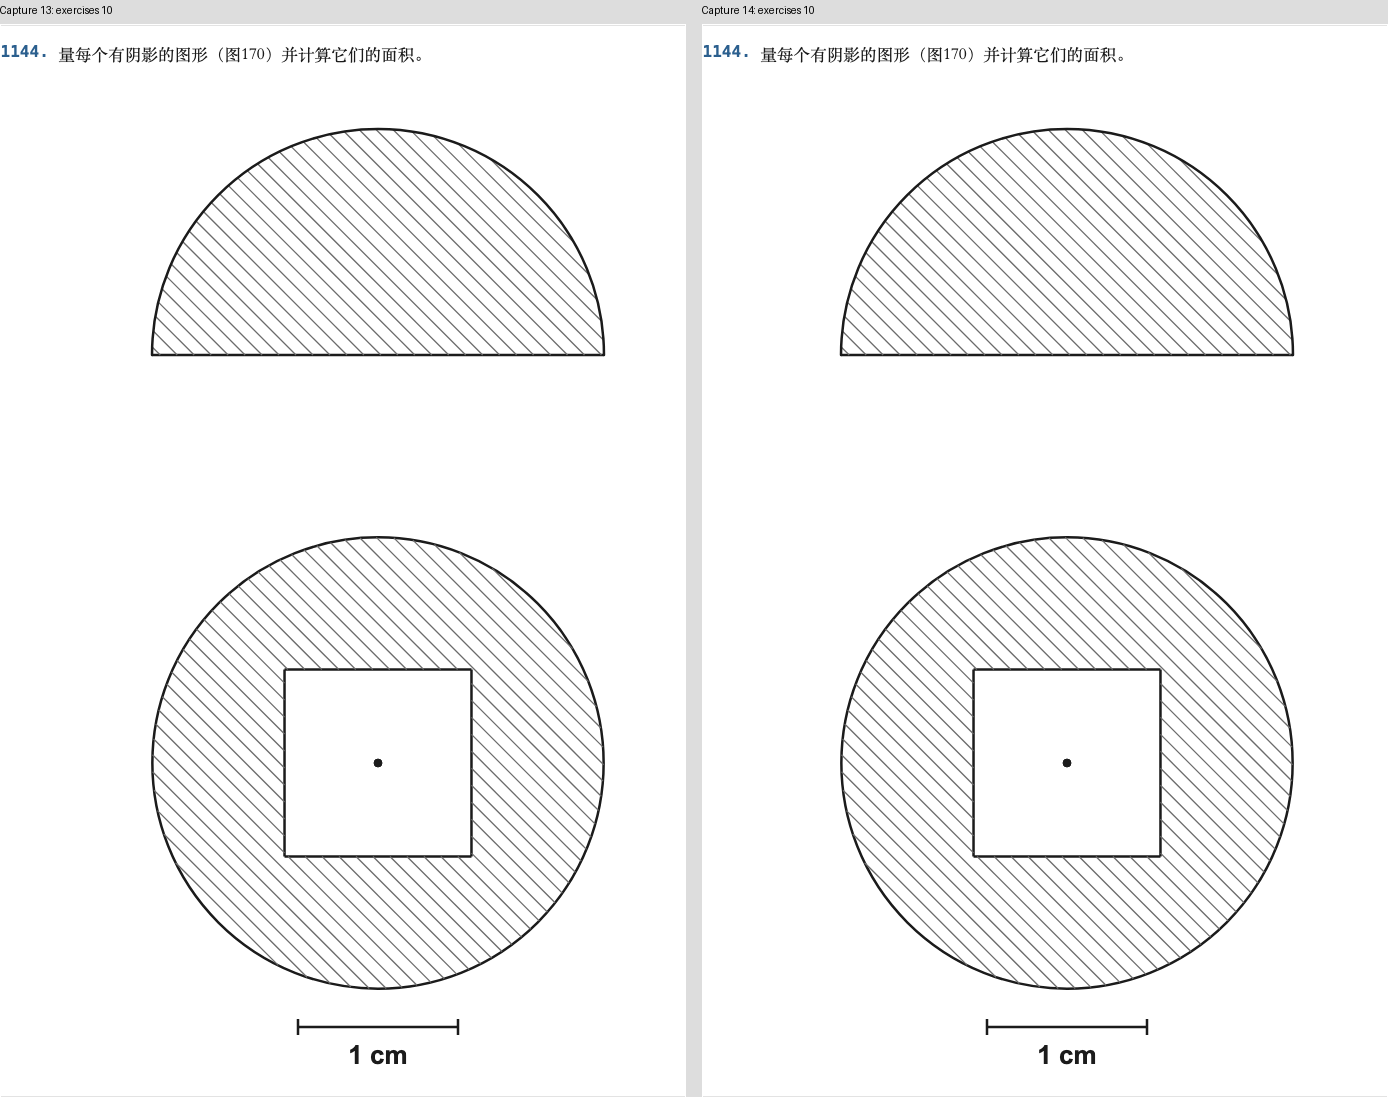 Capture 13: exercises 10
1144. 量每个有阴影的图形（图170）并计算它们的面积。
1 cm
Capture 14: exercises 10
1144. 量每个有阴影的图形（图170）并计算它们的面积。
1 cm